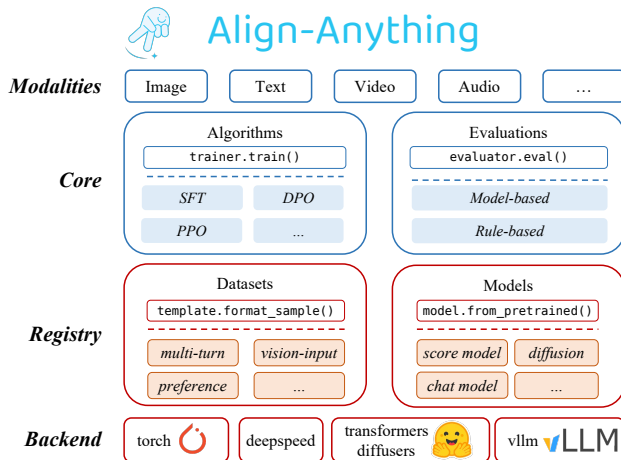 Align-Anything
Modalities
Image
Text
Video
Audio
...
Core
Algorithms
trainer.train()
SFT
DPO
PPO
...
Evaluations
evaluator.eval()
Model-based
Rule-based
Registry
Datasets
template.format_sample()
multi-turn
vision-input
preference
...
Models
model.from_pretrained()
score model
diffusion
chat model
...
Backend
torch
deepspeed
transformers
diffusers
vllm vLLM